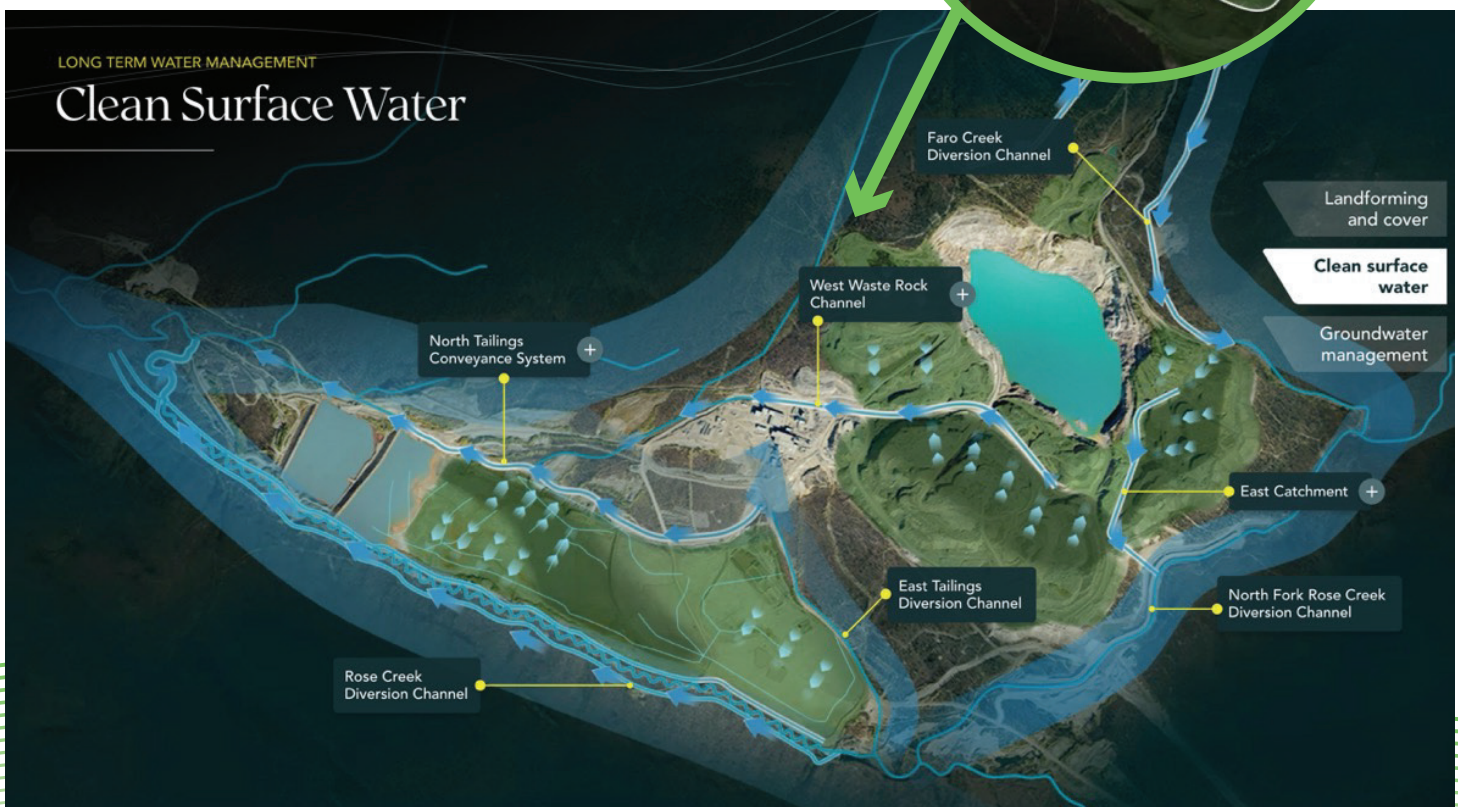 LONG TERM WATER MANAGEMENT
Clean Surface Water
Faro Creek
Diversion Channel
Landforming
and cover
Clean surface
water
Groundwater
management
West Waste Rock
Channel
+
North Tailings
Conveyance System
+
East Catchment
+
East Tailings
Diversion Channel
North Fork Rose Creek
Diversion Channel
Rose Creek
Diversion Channel